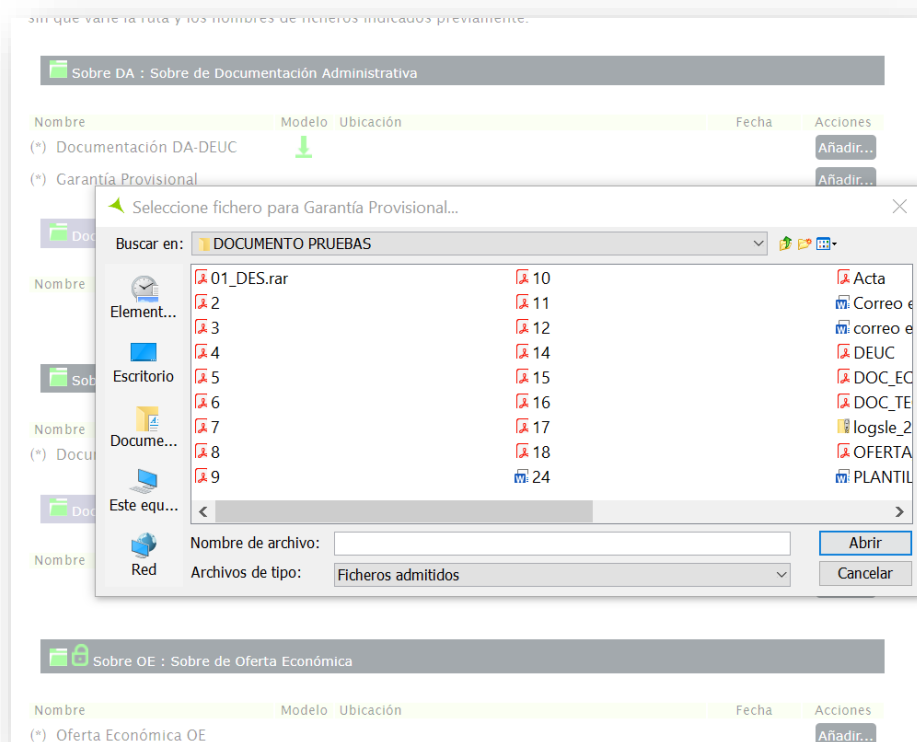 sin que varíe la ruta y los nombres de ficheros indicados previamente.
Sobre DA : Sobre de Documentación Administrativa
Nombre Modelo Ubicación Fecha Acciones
(*) Documentación DA-DEUC Añadir...
(*) Garantía Provisional Añadir...
Seleccione fichero para Garantía Provisional...
Doc
Buscar en: DOCUMENTO PRUEBAS
Nombre
01_DES.rar 10 Acta
2 11 Correo e
3 12 correo e
4 14 DEUC
5 15 DOC_EC
6 16 DOC_TE
7 17 logsle_2
8 18 OFERTA
9 24 PLANTIL
Element...
Escritorio
Docume...
Este equ...
Red
Sob
Nombre
(*) Docu
Doc
Nombre
Nombre de archivo: Abrir
Archivos de tipo: Ficheros admitidos Cancelar
Sobre OE : Sobre de Oferta Económica
Nombre Modelo Ubicación Fecha Acciones
(*) Oferta Económica OE Añadir...